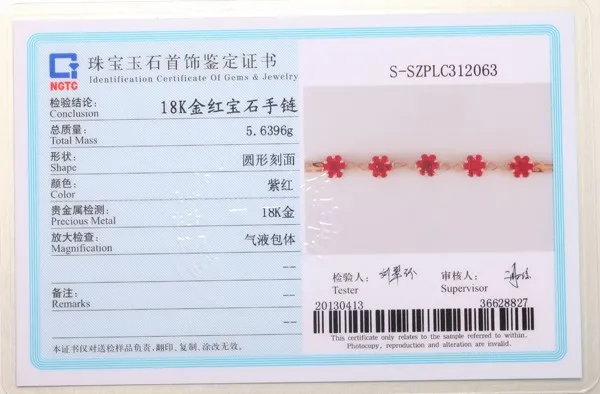 NGTC
珠宝玉石首饰鉴定证书
Identification Certificate Of Gems & Jewelry
检验结论: 18K金红宝石手链
Conclusion
总质量: 5.6396g
Total Mass
形状: 圆形刻面
Shape
颜色: 紫红
Color
贵金属检测: 18K金
Precious Metal
放大检查: 气液包体
Magnification
--
备注: --
Remarks
--
本证书仅对送检样品负责,翻印、复制、涂改无效。
S-SZPLC312063
检验人: 审核人:
Tester Supervisor
20130413 36628827
This certificate only relates to the sample referred to within.
Photocopy, reproduction and alteration are invalid.